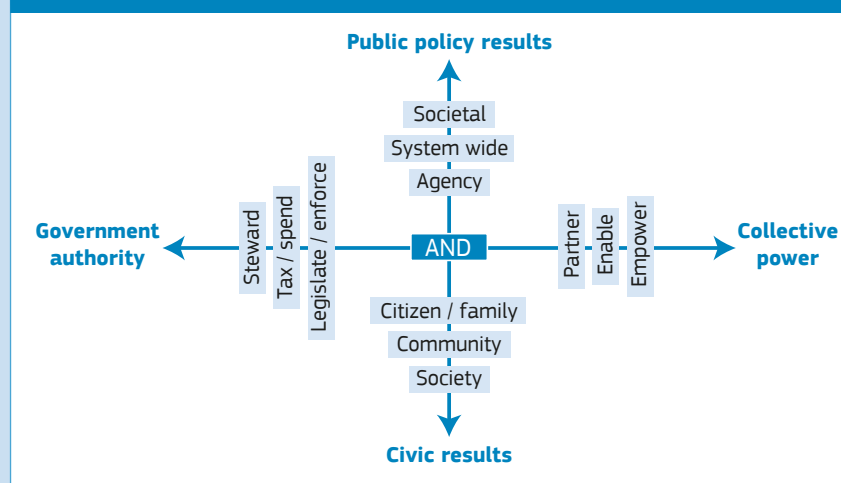 Public policy results
Societal
System wide
Agency
Government
authority
Steward
Tax / spend
Legislate / enforce
AND
Partner
Enable
Empower
Collective
power
Citizen / family
Community
Society
Civic results